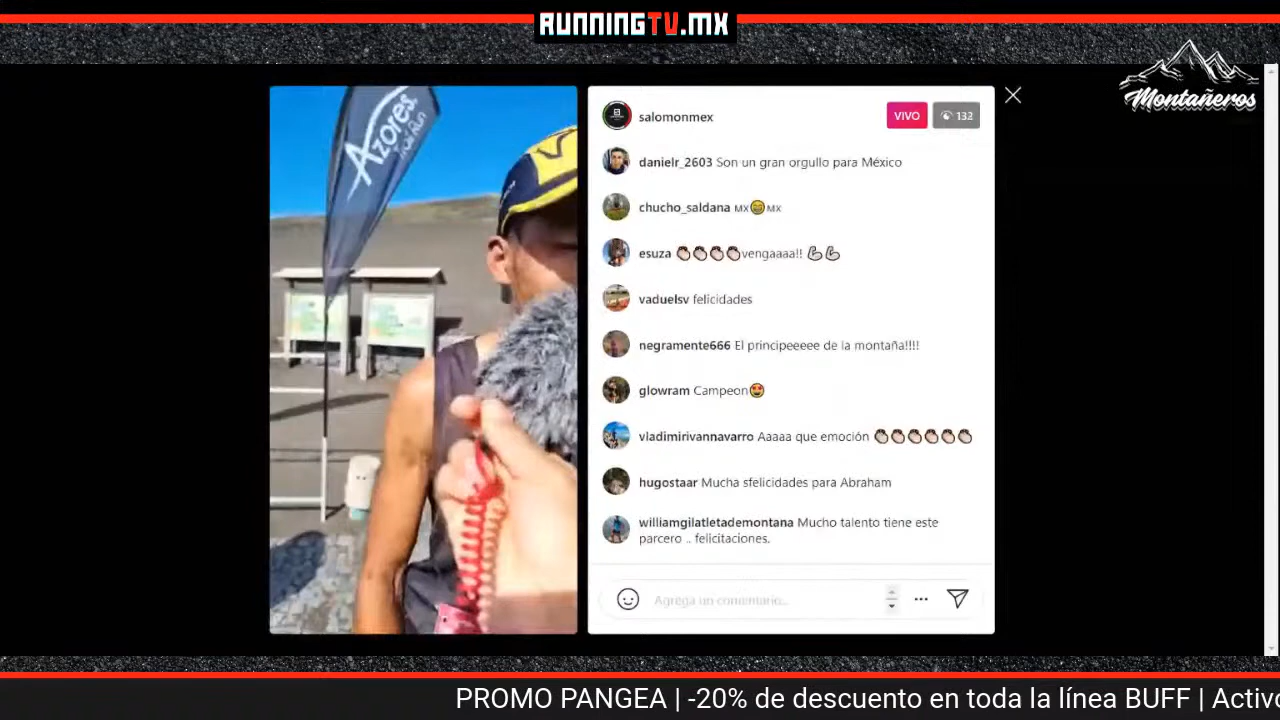 RUNNINGTV.MX
Montañeros
Azores
Trail Run
salomonmex
VIVO
132
danielr_2603 Son un gran orgullo para México
chucho_saldana MX😁MX
esuza 👏🏻👏🏻👏🏻👏🏻vengaaaa!! 💪🏻💪🏻
vaduelsv felicidades
negramente666 El principeeeee de la montaña!!!!
glowram Campeon🤩
vladimirivannavarro Aaaaa que emoción 👏🏻👏🏻👏🏻👏🏻👏🏻👏🏻
hugostaar Mucha sfelicidades para Abraham
williamgilatletademontana Mucho talento tiene este
parcero .. felicitaciones.
Agrega un comentario...
PROMO PANGEA | -20% de descuento en toda la línea BUFF | Activo